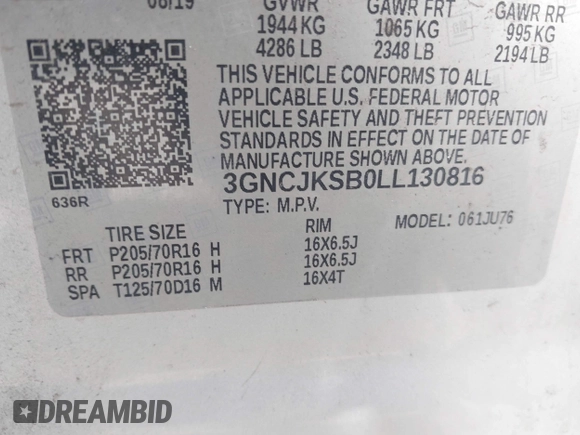 08/19 GVWR GAWR FRT GAWR RR
1944 KG 1065 KG 995 KG
4286 LB 2348 LB 2194 LB
THIS VEHICLE CONFORMS TO ALL
APPLICABLE U.S. FEDERAL MOTOR
VEHICLE SAFETY AND THEFT PREVENTION
STANDARDS IN EFFECT ON THE DATE OF
MANUFACTURE SHOWN ABOVE.
3GNCJKSB0LL130816
636R
TYPE: M.P.V. MODEL: 061JU76
TIRE SIZE RIM
FRT P205/70R16 H 16X6.5J
RR P205/70R16 H 16X6.5J
SPA T125/70D16 M 16X4T
DREAMBID